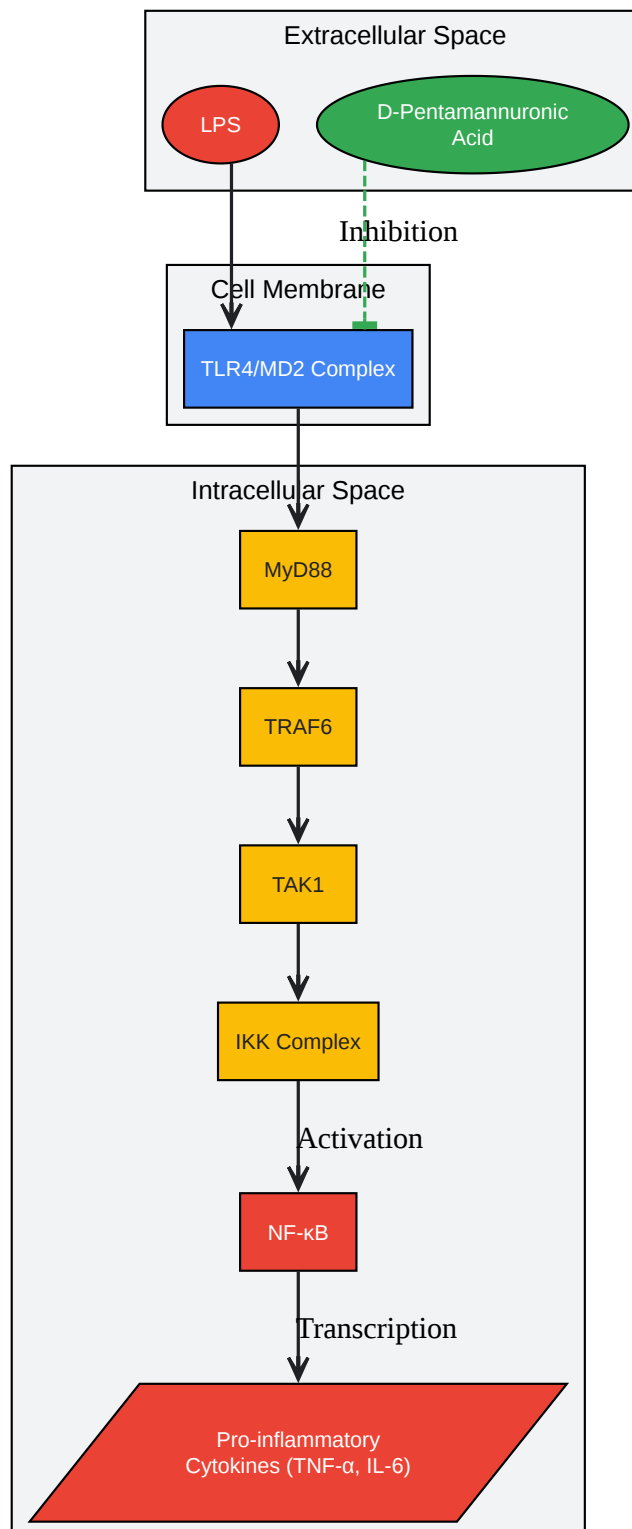 Extracellular Space
LPS
D-Pentamannuronic
Acid
Inhibition
Cell Membrane
TLR4/MD2 Complex
Intracellular Space
MyD88
TRAF6
TAK1
IKK Complex
Activation
NF-κB
Transcription
Pro-inflammatory
Cytokines (TNF-α, IL-6)